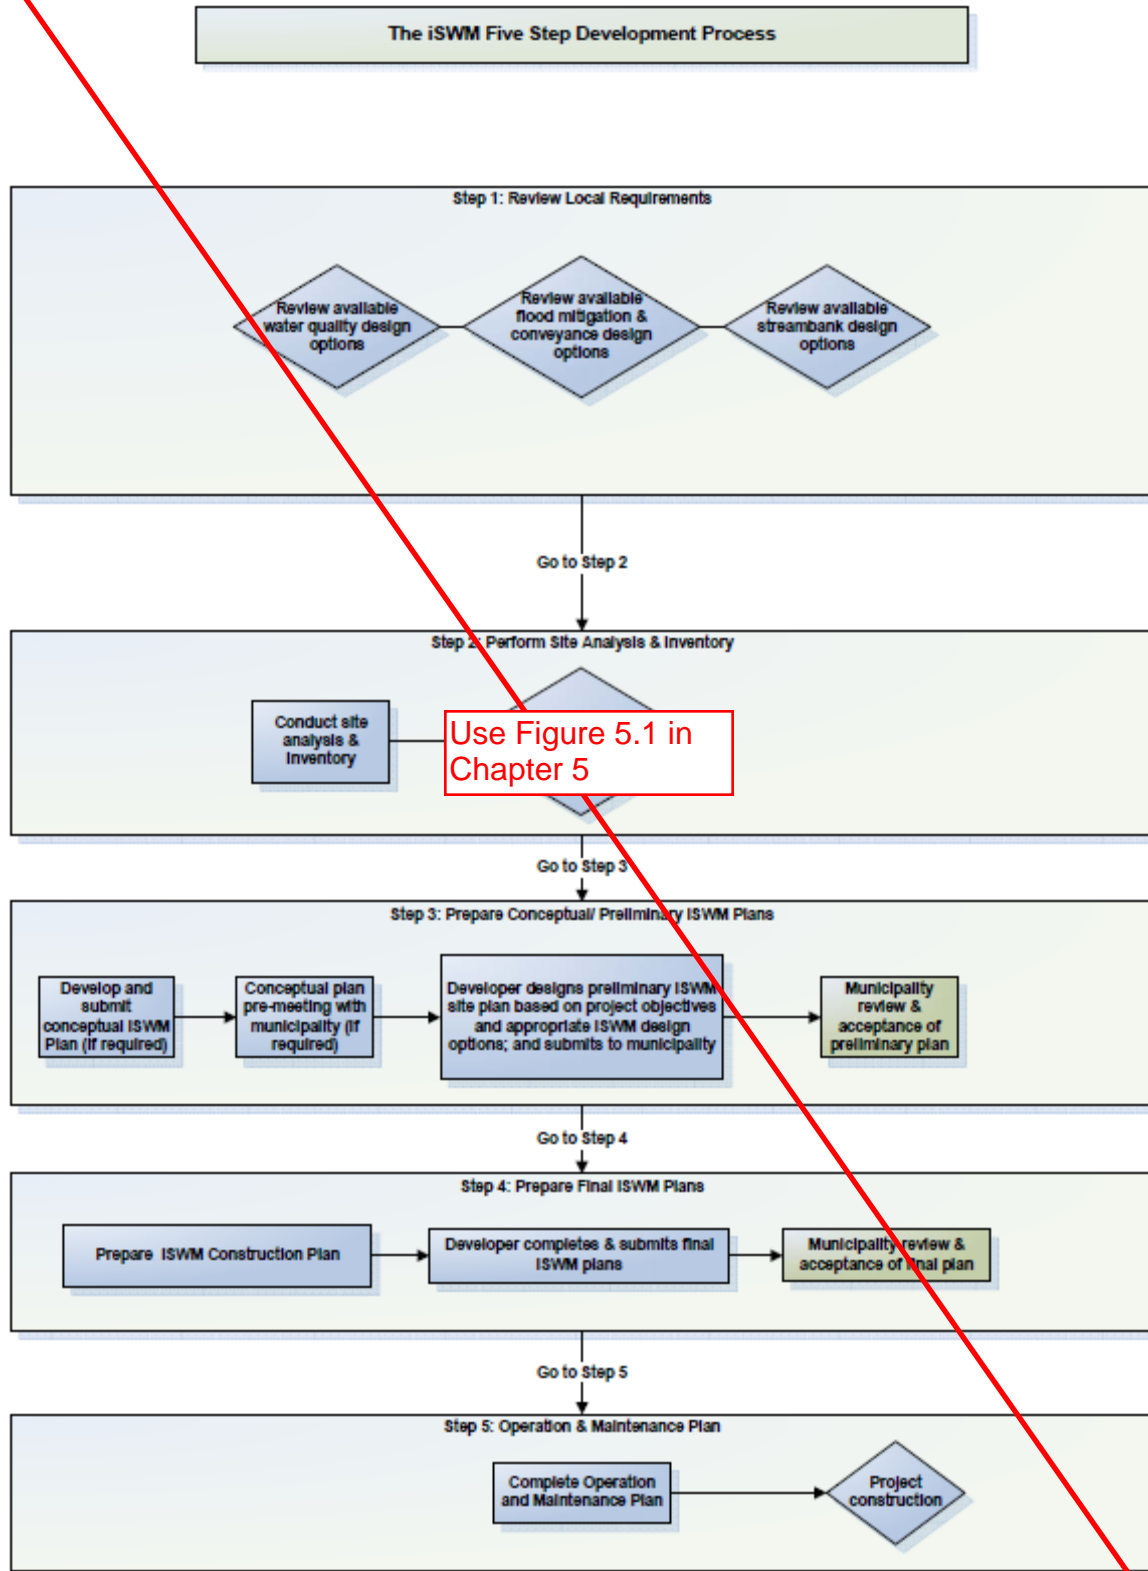 The iSWM Five Step Development Process
Step 1: Review Local Requirements
Review available
water quality design
options
Review available
flood mitigation &
conveyance design
options
Review available
streambank design
options
Go to Step 2
Step 2: Perform Site Analysis & Inventory
Conduct site
analysis &
Inventory
Use Figure 5.1 in
Chapter 5
Go to Step 3
Step 3: Prepare Conceptual/ Preliminary iSWM Plans
Develop and
submit
conceptual iSWM
Plan (if required)
Conceptual plan
pre-meeting with
municipality (if
required)
Developer designs preliminary iSWM
site plan based on project objectives
and appropriate iSWM design
options; and submits to municipality
Municipality
review &
acceptance of
preliminary plan
Go to Step 4
Step 4: Prepare Final iSWM Plans
Prepare iSWM Construction Plan
Developer completes & submits final
iSWM plans
Municipality review &
acceptance of final plan
Go to Step 5
Step 5: Operation & Maintenance Plan
Complete Operation
and Maintenance Plan
Project
construction